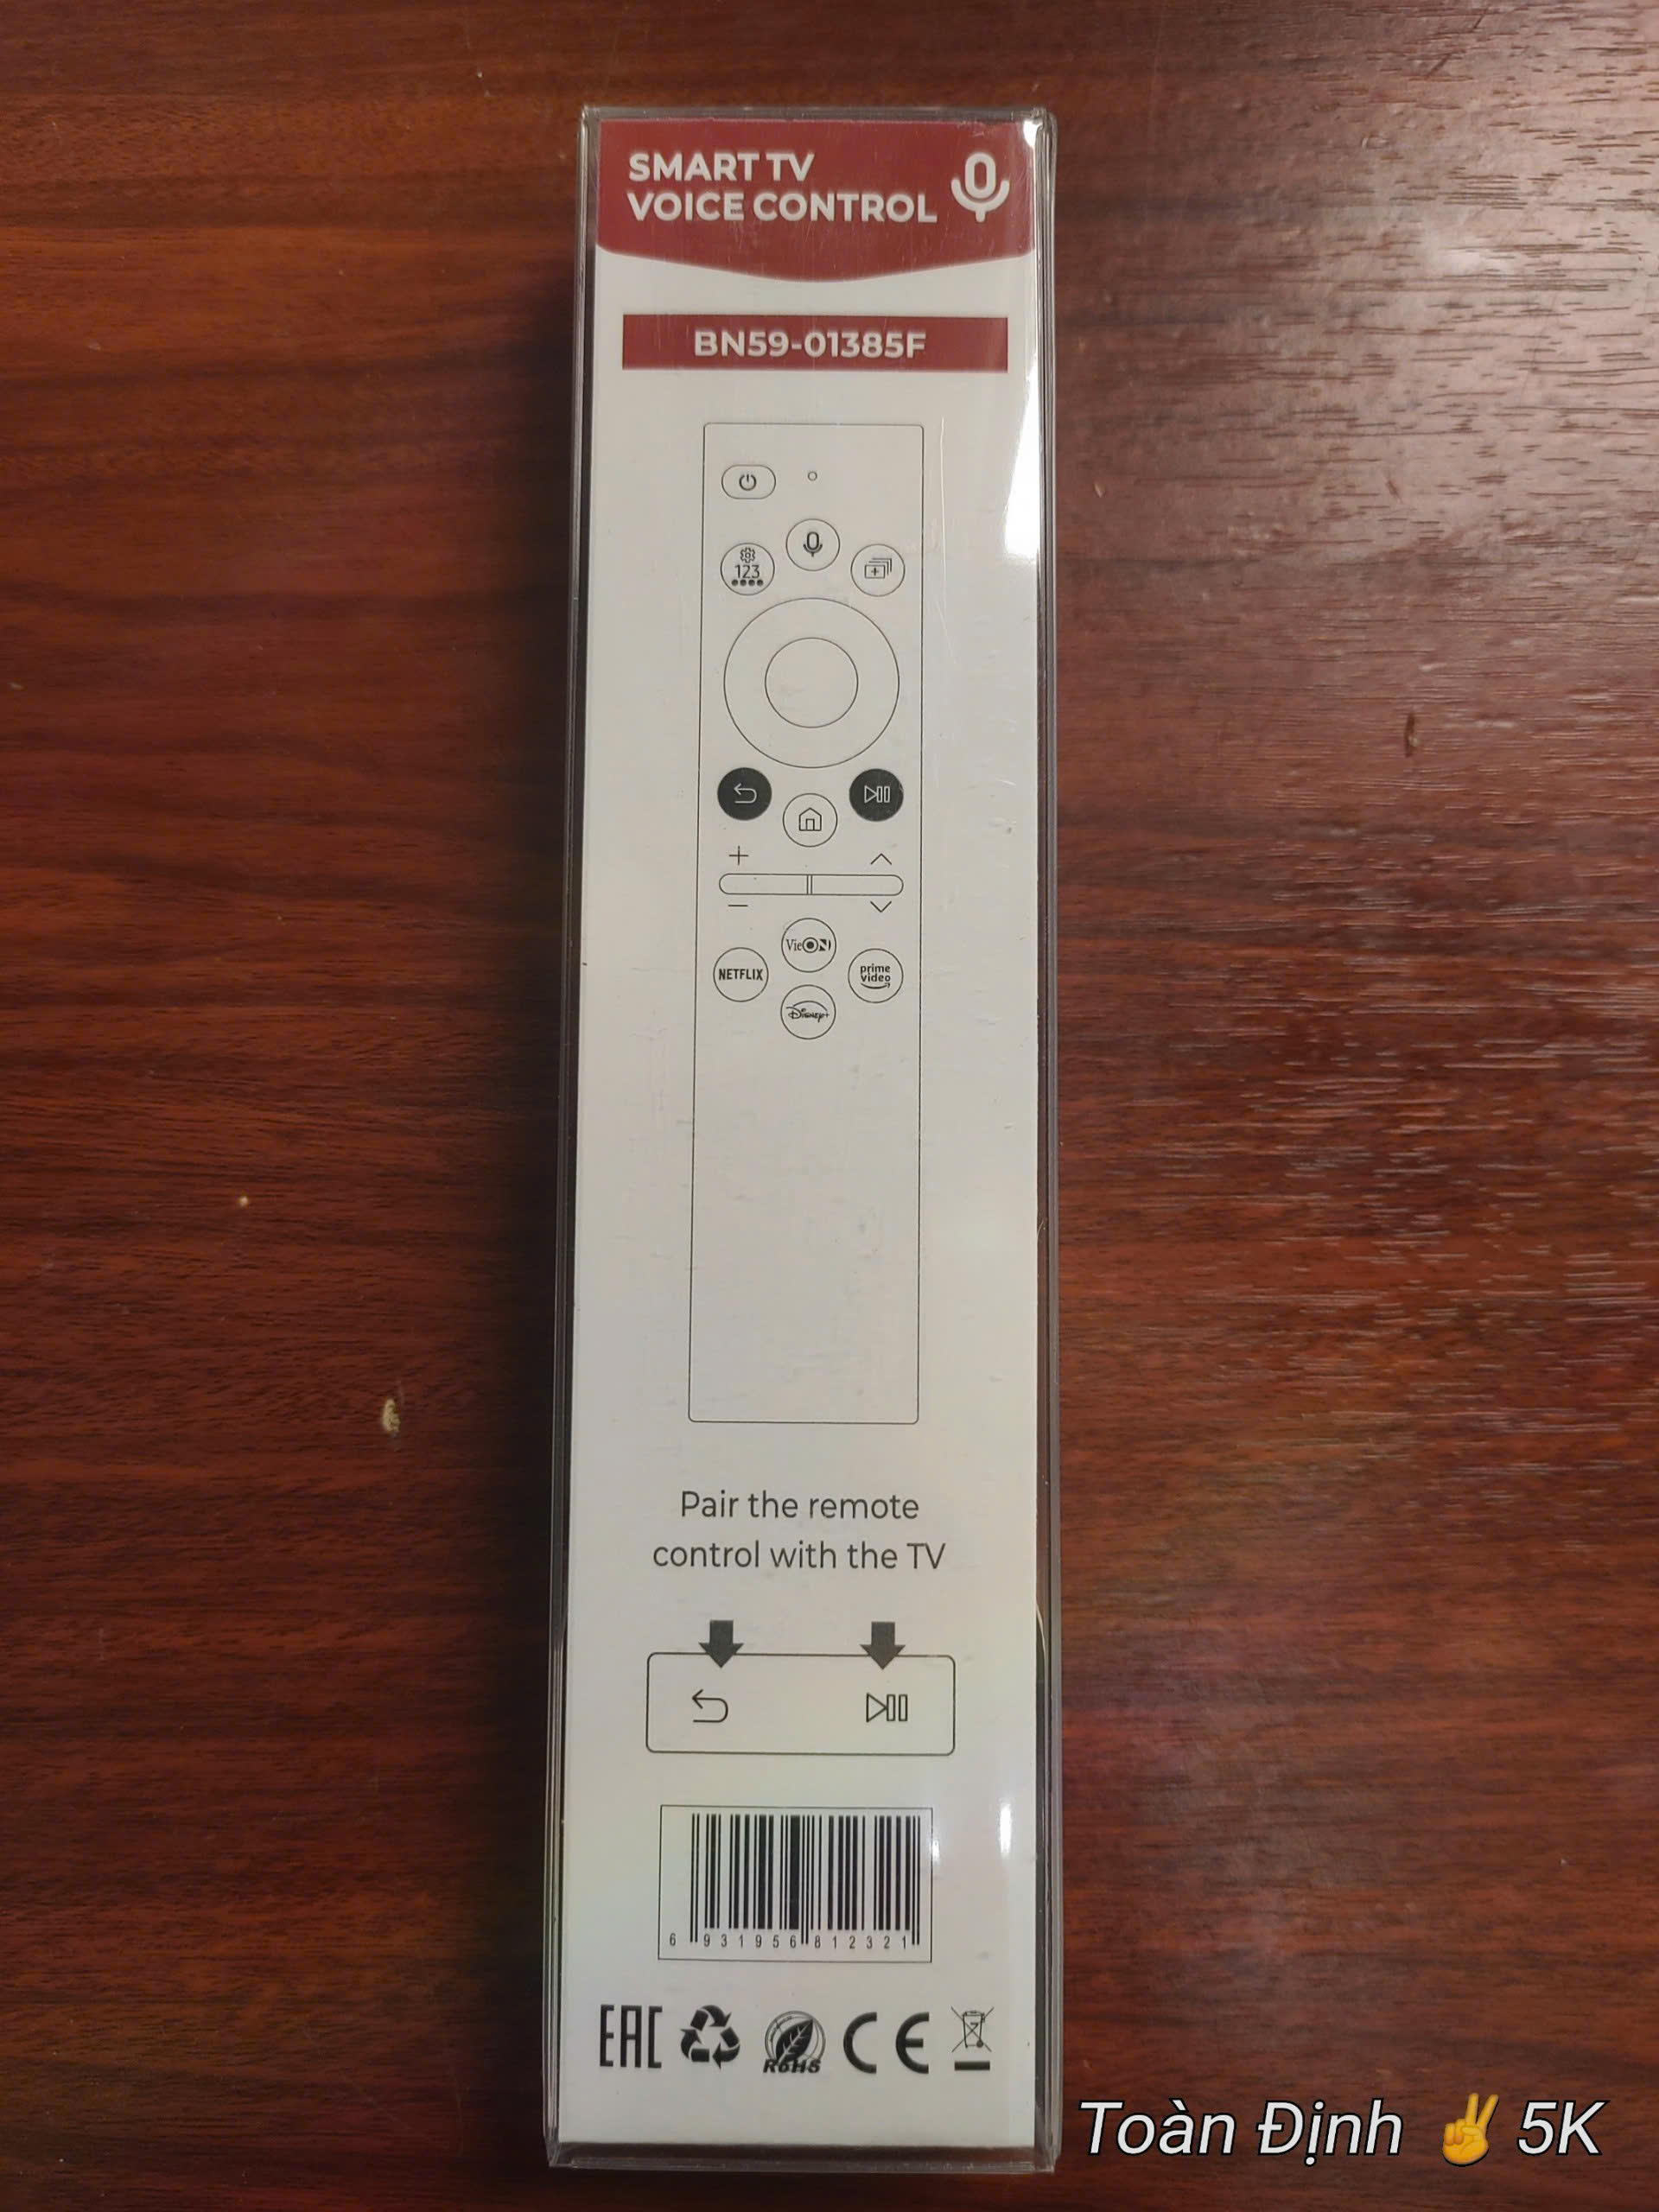 SMART TV
VOICE CONTROL
BN59-01385F
123
VieON
NETFLIX
prime
video
Disney+
Pair the remote
control with the TV
6 931956 812321
EAC
RoHS
CE
Toàn Định ✌ 5K